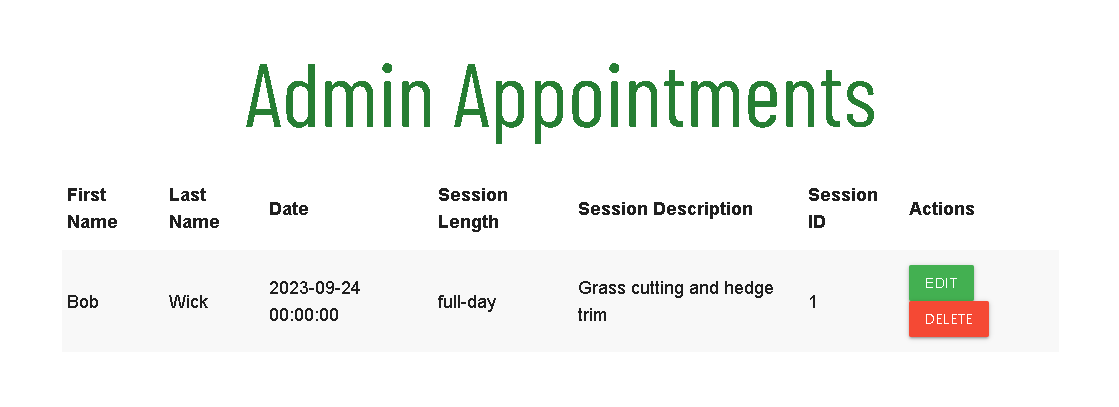 Admin Appointments
First Name
Last Name
Date
Session Length
Session Description
Session ID
Actions
Bob
Wick
2023-09-24
00:00:00
full-day
Grass cutting and hedge
trim
1
EDIT
DELETE